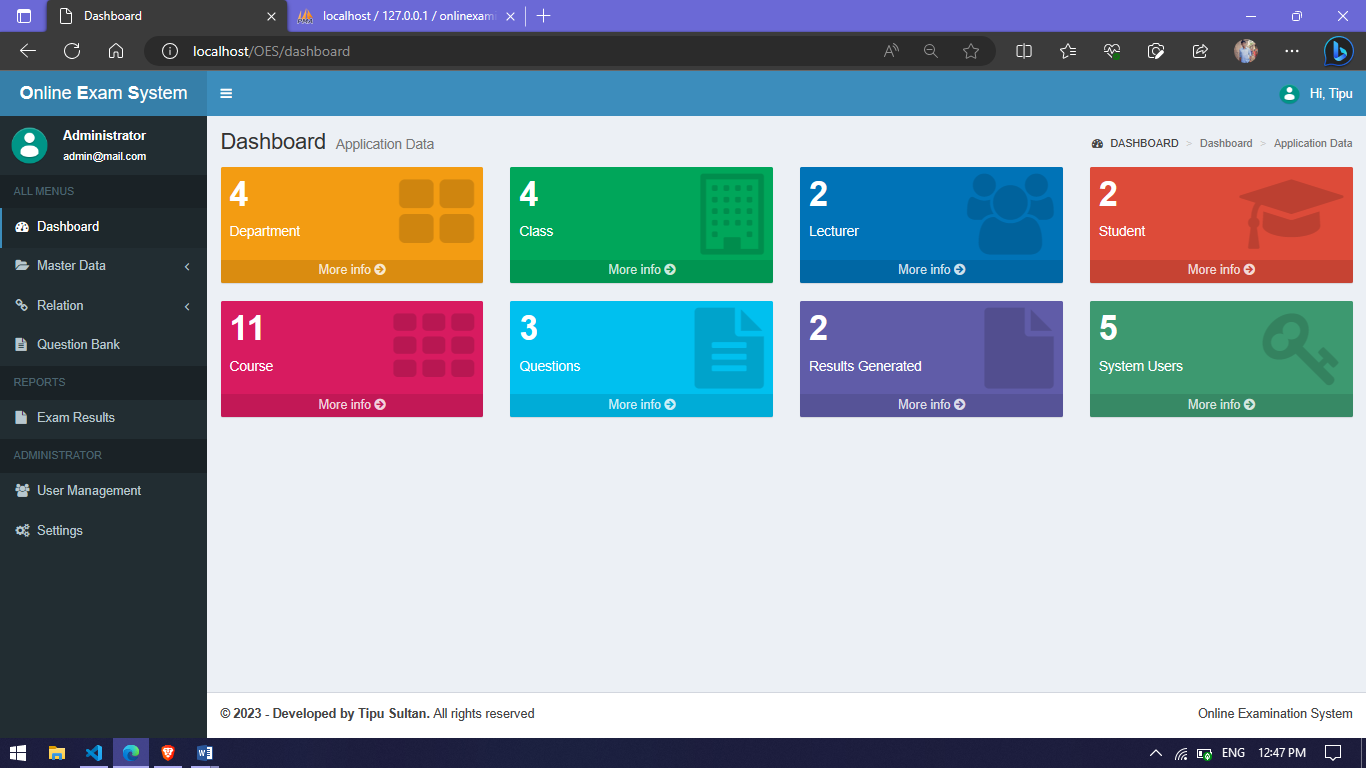 Dashboard
localhost / 127.0.0.1 / onlinexam
localhost/OES/dashboard
Online Exam System
Hi, Tipu
Administrator
admin@mail.com
ALL MENUS
Dashboard
Master Data
Relation
Question Bank
REPORTS
Exam Results
ADMINISTRATOR
User Management
Settings
Dashboard Application Data
DASHBOARD > Dashboard > Application Data
4
Department
More info
4
Class
More info
2
Lecturer
More info
2
Student
More info
11
Course
More info
3
Questions
More info
2
Results Generated
More info
5
System Users
More info
© 2023 - Developed by Tipu Sultan. All rights reserved
Online Examination System
ENG 12:47 PM